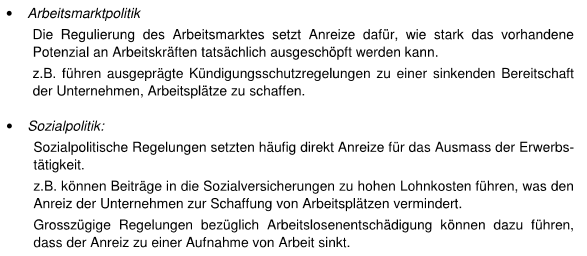 • Arbeitsmarktpolitik
Die Regulierung des Arbeitsmarktes setzt Anreize dafür, wie stark das vorhandene
Potenzial an Arbeitskräften tatsächlich ausgeschöpft werden kann.
z.B. führen ausgeprägte Kündigungsschutzregelungen zu einer sinkenden Bereitschaft
der Unternehmen, Arbeitsplätze zu schaffen.
• Sozialpolitik:
Sozialpolitische Regelungen setzten häufig direkt Anreize für das Ausmass der Erwerbs-
tätigkeit.
z.B. können Beiträge in die Sozialversicherungen zu hohen Lohnkosten führen, was den
Anreiz der Unternehmen zur Schaffung von Arbeitsplätzen vermindert.
Grosszügige Regelungen bezüglich Arbeitslosenentschädigung können dazu führen,
dass der Anreiz zu einer Aufnahme von Arbeit sinkt.